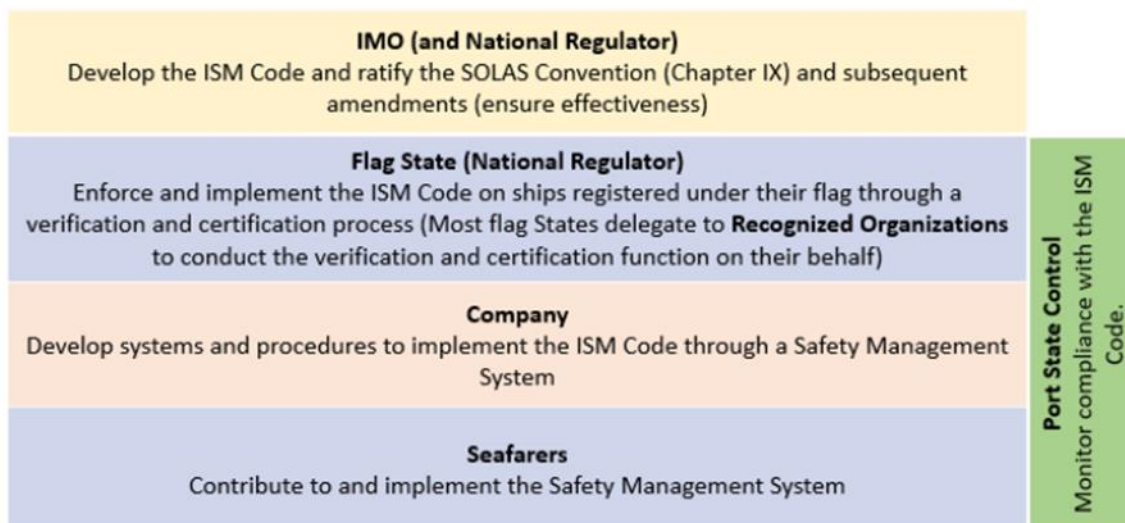 IMO (and National Regulator)
Develop the ISM Code and ratify the SOLAS Convention (Chapter IX) and subsequent
amendments (ensure effectiveness)
Flag State (National Regulator)
Enforce and implement the ISM Code on ships registered under their flag through a
verification and certification process (Most flag States delegate to Recognized Organizations
to conduct the verification and certification function on their behalf)
Company
Develop systems and procedures to implement the ISM Code through a Safety Management
System
Seafarers
Contribute to and implement the Safety Management System
Port State Control
Monitor compliance with the ISM
Code.